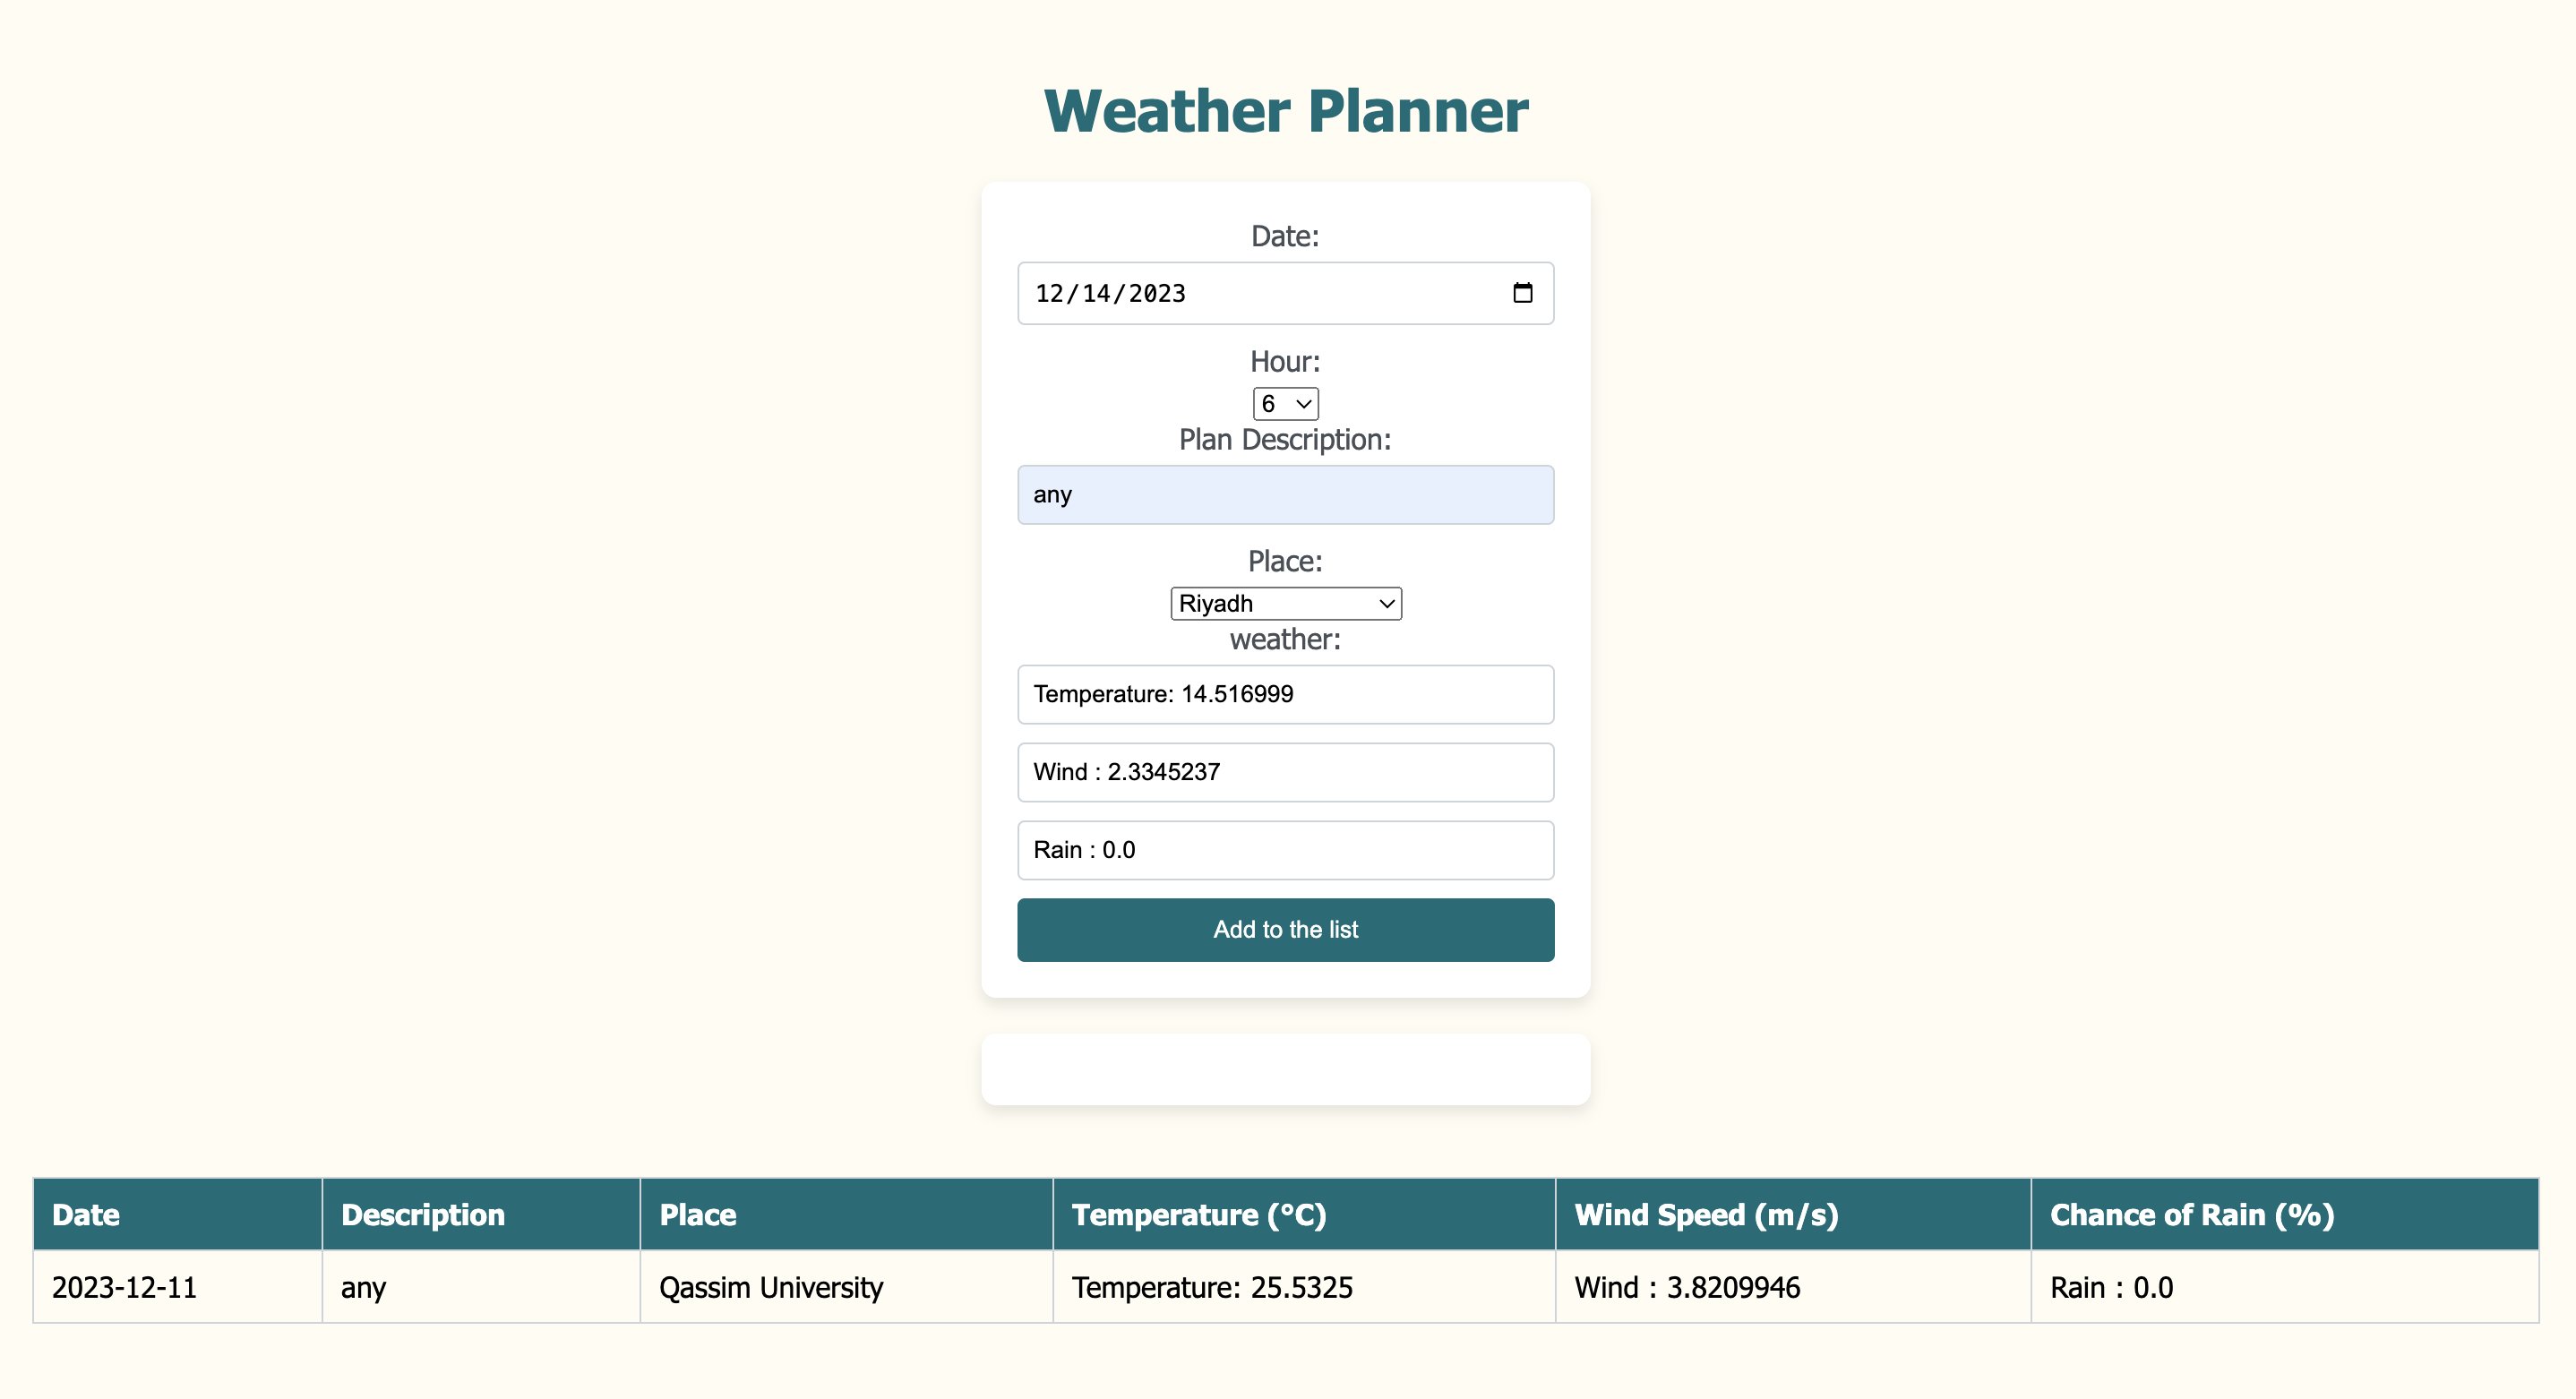 Weather Planner
Date:
12/14/2023
Hour:
6
Plan Description:
any
Place:
Riyadh
weather:
Temperature: 14.516999
Wind : 2.3345237
Rain : 0.0
Add to the list
Date Description Place Temperature (°C) Wind Speed (m/s) Chance of Rain (%)
2023-12-11 any Qassim University Temperature: 25.5325 Wind : 3.8209946 Rain : 0.0